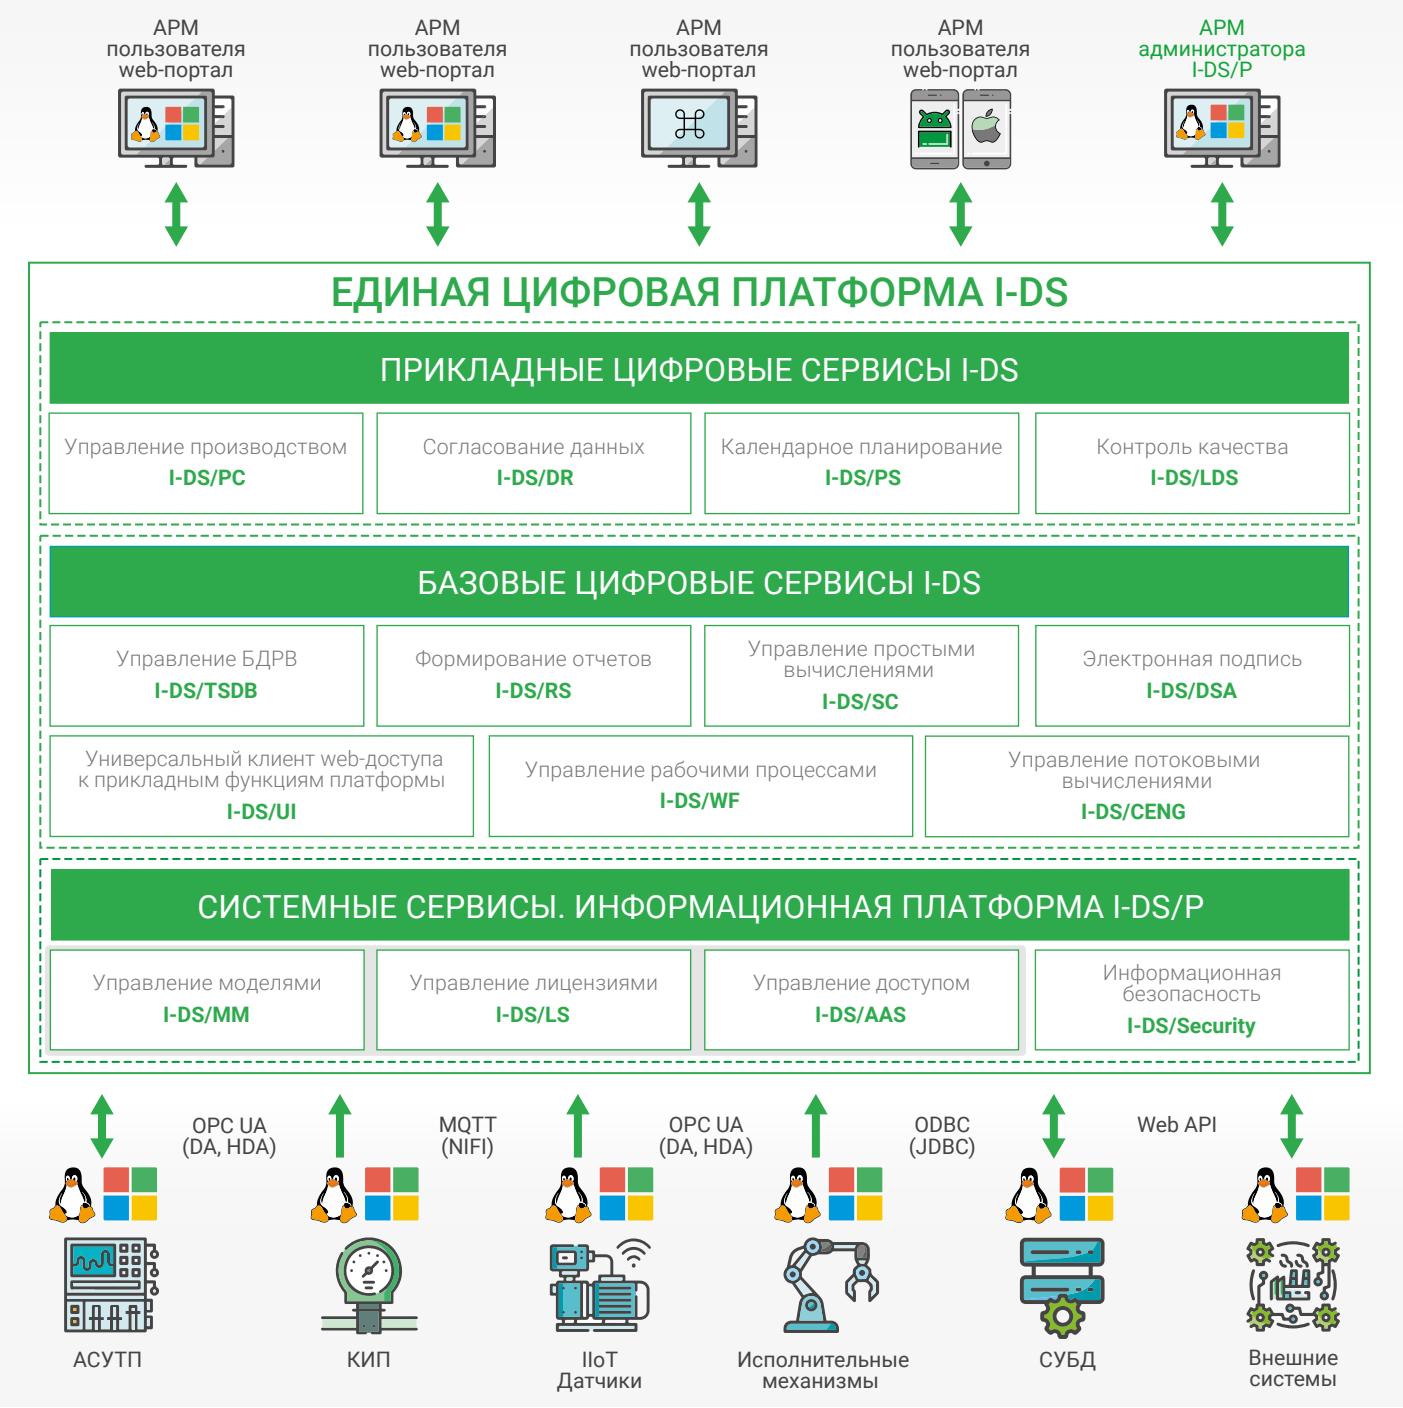 АРМ
пользователя
web-портал
АРМ
пользователя
web-портал
АРМ
пользователя
web-портал
АРМ
пользователя
web-портал
АРМ
администратора
I-DS/P
ЕДИНАЯ ЦИФРОВАЯ ПЛАТФОРМА I-DS
ПРИКЛАДНЫЕ ЦИФРОВЫЕ СЕРВИСЫ I-DS
Управление производством
I-DS/PC
Согласование данных
I-DS/DR
Календарное планирование
I-DS/PS
Контроль качества
I-DS/LDS
БАЗОВЫЕ ЦИФРОВЫЕ СЕРВИСЫ I-DS
Управление БДРВ
I-DS/TSDB
Формирование отчетов
I-DS/RS
Управление простыми
вычислениями
I-DS/SC
Электронная подпись
I-DS/DSA
Универсальный клиент web-доступа
к прикладным функциям платформы
I-DS/UI
Управление рабочими процессами
I-DS/WF
Управление потоковыми
вычислениями
I-DS/CENG
СИСТЕМНЫЕ СЕРВИСЫ. ИНФОРМАЦИОННАЯ ПЛАТФОРМА I-DS/P
Управление моделями
I-DS/MM
Управление лицензиями
I-DS/LS
Управление доступом
I-DS/AAS
Информационная
безопасность
I-DS/Security
OPC UA
(DA, HDA)
MQTT
(NIFI)
OPC UA
(DA, HDA)
ODBC
(JDBC)
Web API
АСУТП
КИП
IIoT
Датчики
Исполнительные
механизмы
СУБД
Внешние
системы